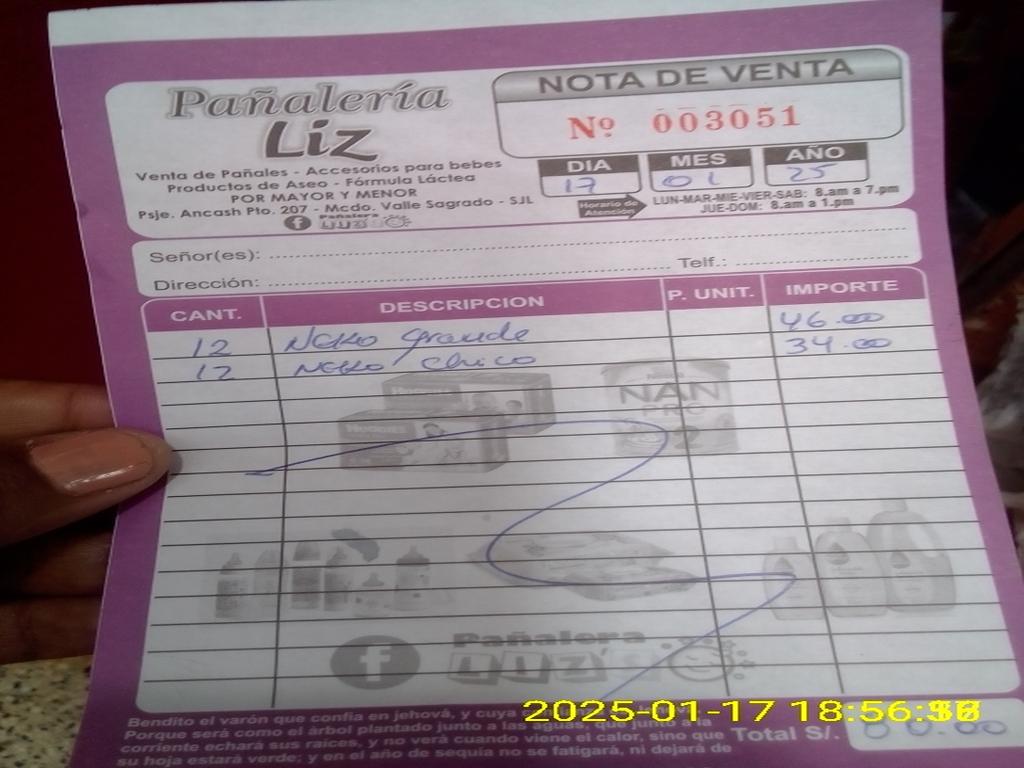 Pañalería
Liz
Venta de Pañales - Accesorios para bebes
Productos de Aseo - Fórmula Láctea
POR MAYOR Y MENOR
Psje. Ancash Pto. 207 - Mcdo. Valle Sagrado - SJL
Pañalera
NOTA DE VENTA
Nº 003051
DIA MES AÑO
17 01 25
Horario de Atención
LUN-MAR-MIE-VIER-SAB: 8.am a 7.pm
JUE-DOM: 8.am a 1.pm
Señor(es):
Dirección: Telf.:
CANT. DESCRIPCION P. UNIT. IMPORTE
12 Neko grande 46.00
12 Neko chico 34.00
NAN
PRO
2
Pañalera
Bendito el varón que confia en jehová, y cuya
Porque será como el árbol plantado junto a las aguas, que junto a la
corriente echará sus raíces, y no verá cuando viene el calor, sino que
su hoja estará verde; y en el año de sequía no se fatigará, ni dejará de
Total S/. 80.00
2025-01-17 18:56